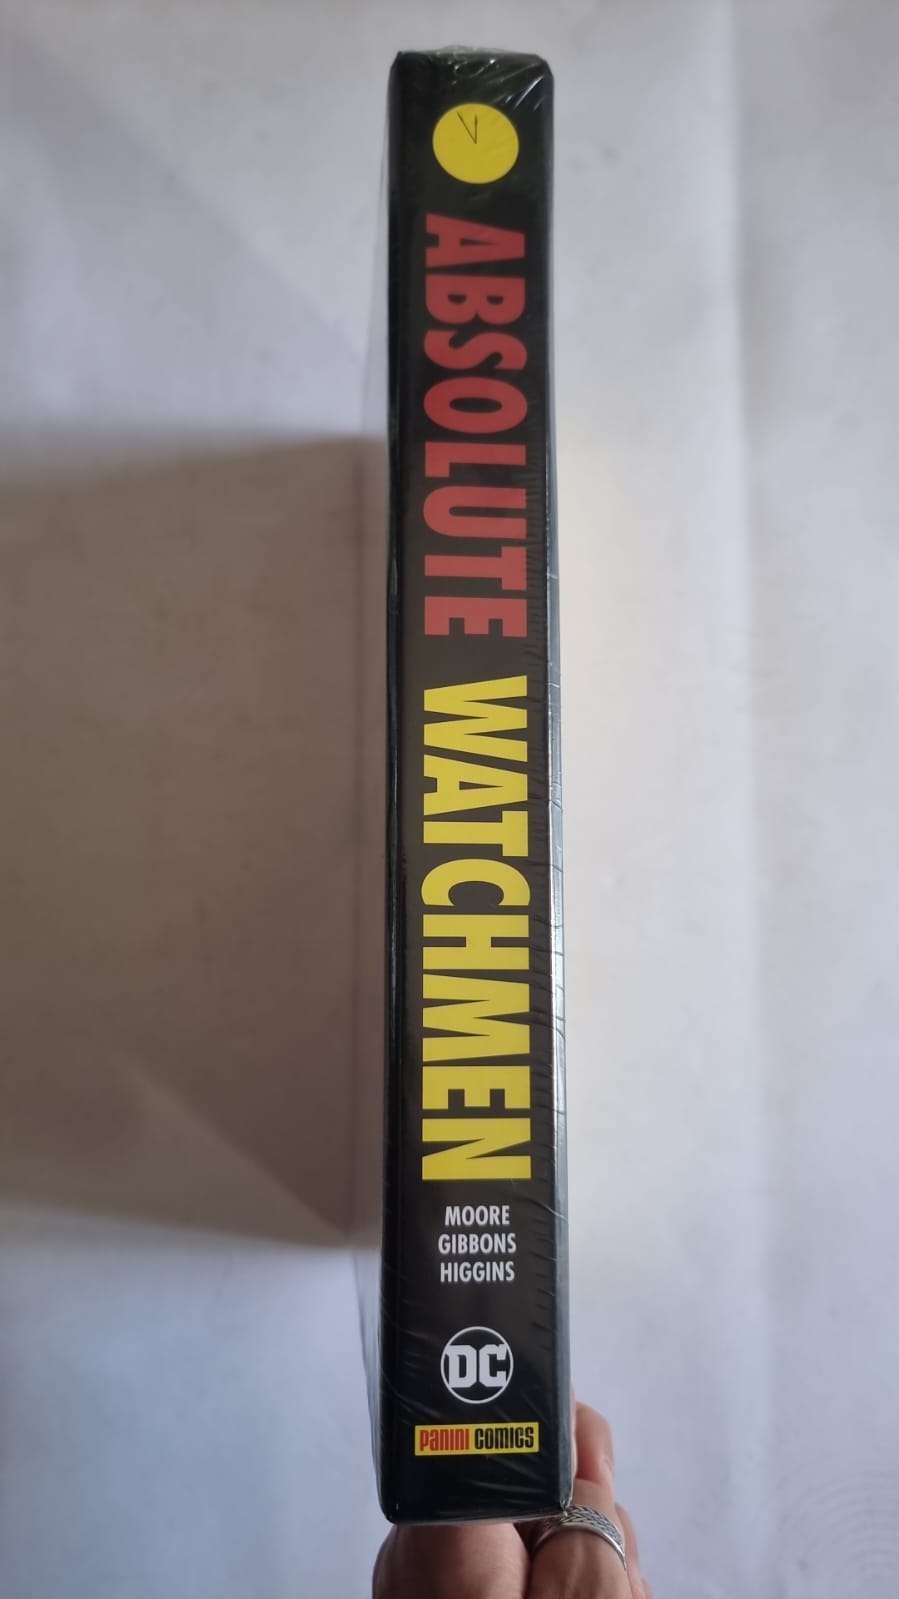 ABSOLUTE WATCHMEN
MOORE
GIBBONS
HIGGINS
DC
PANINI COMICS